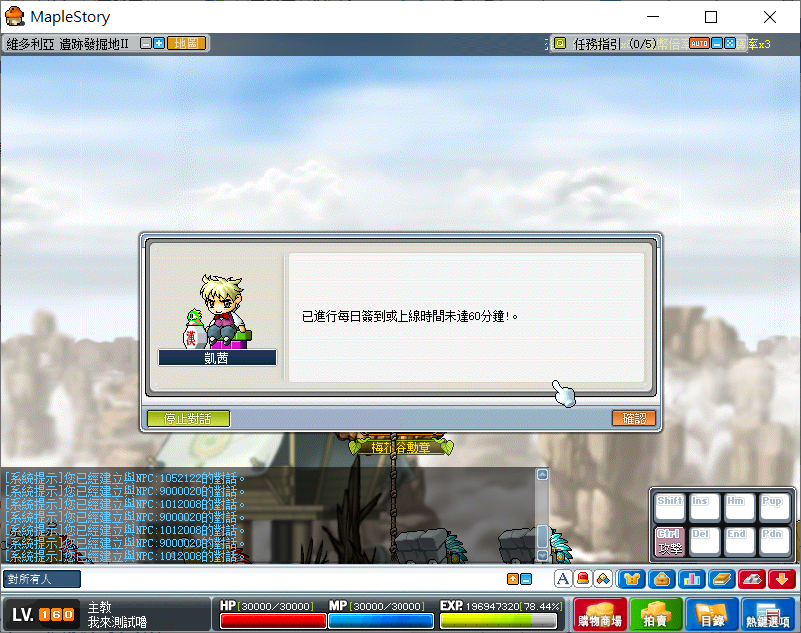 MapleStory
維多利亞 遺跡發掘地II
地圖
任務指引 (0/5)
AUTO
率x3
已進行每日簽到或上線時間未達60分鐘!。
凱茜
停止對話
確認
梅花谷勳章
[系統提示]您已經建立與NPC:1052122的對話。
[系統提示]您已經建立與NPC:9000020的對話。
[系統提示]您已經建立與NPC:1012008的對話。
[系統提示]您已經建立與NPC:9000020的對話。
[系統提示]您已經建立與NPC:1012008的對話。
[系統提示]您已經建立與NPC:9000020的對話。
[系統提示]您已經建立與NPC:1012008的對話。
Shift Ins Hm Pup
Ctrl Del End Pdn
攻擊
對所有人
LV. 160
主教
我來測試嚕
HP[30000/30000] MP[30000/30000] EXP. 196947320[78.44%]
購物商場 拍賣 目錄 熱鍵選項